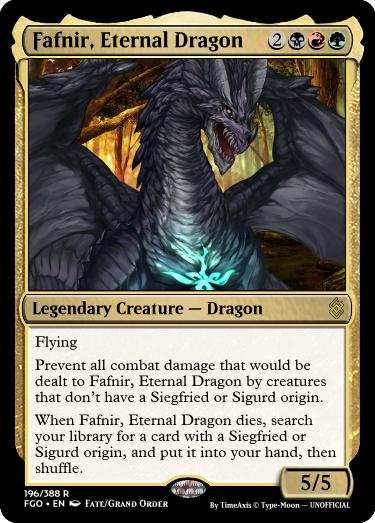 Fafnir, Eternal Dragon 2
Legendary Creature — Dragon
Flying
Prevent all combat damage that would be
dealt to Fafnir, Eternal Dragon by creatures
that don't have a Siegfried or Sigurd origin.
When Fafnir, Eternal Dragon dies, search
your library for a card with a Siegfried or
Sigurd origin, and put it into your hand, then
shuffle.
5/5
196/388 R
FGO • EN Fate/Grand Order
By TimeAxis © Type-Moon — UNOFFICIAL